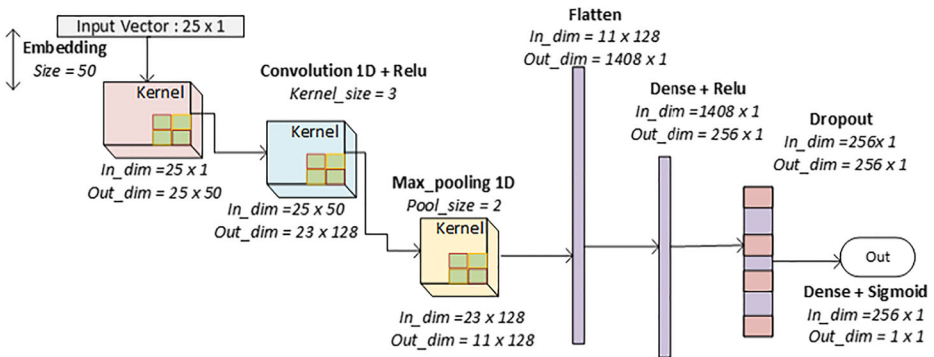 Input Vector : 25 x 1
Embedding
Size = 50
Kernel
In_dim =25 x 1
Out_dim = 25 x 50
Convolution 1D + Relu
Kernel_size = 3
Kernel
In_dim =25 x 50
Out_dim = 23 x 128
Max_pooling 1D
Pool_size = 2
Kernel
In_dim =23 x 128
Out_dim = 11 x 128
Flatten
In_dim = 11 x 128
Out_dim = 1408 x 1
Dense + Relu
In_dim =1408 x 1
Out_dim = 256 x 1
Dropout
In_dim =256x 1
Out_dim = 256 x 1
Out
Dense + Sigmoid
In_dim =256 x 1
Out_dim = 1 x 1